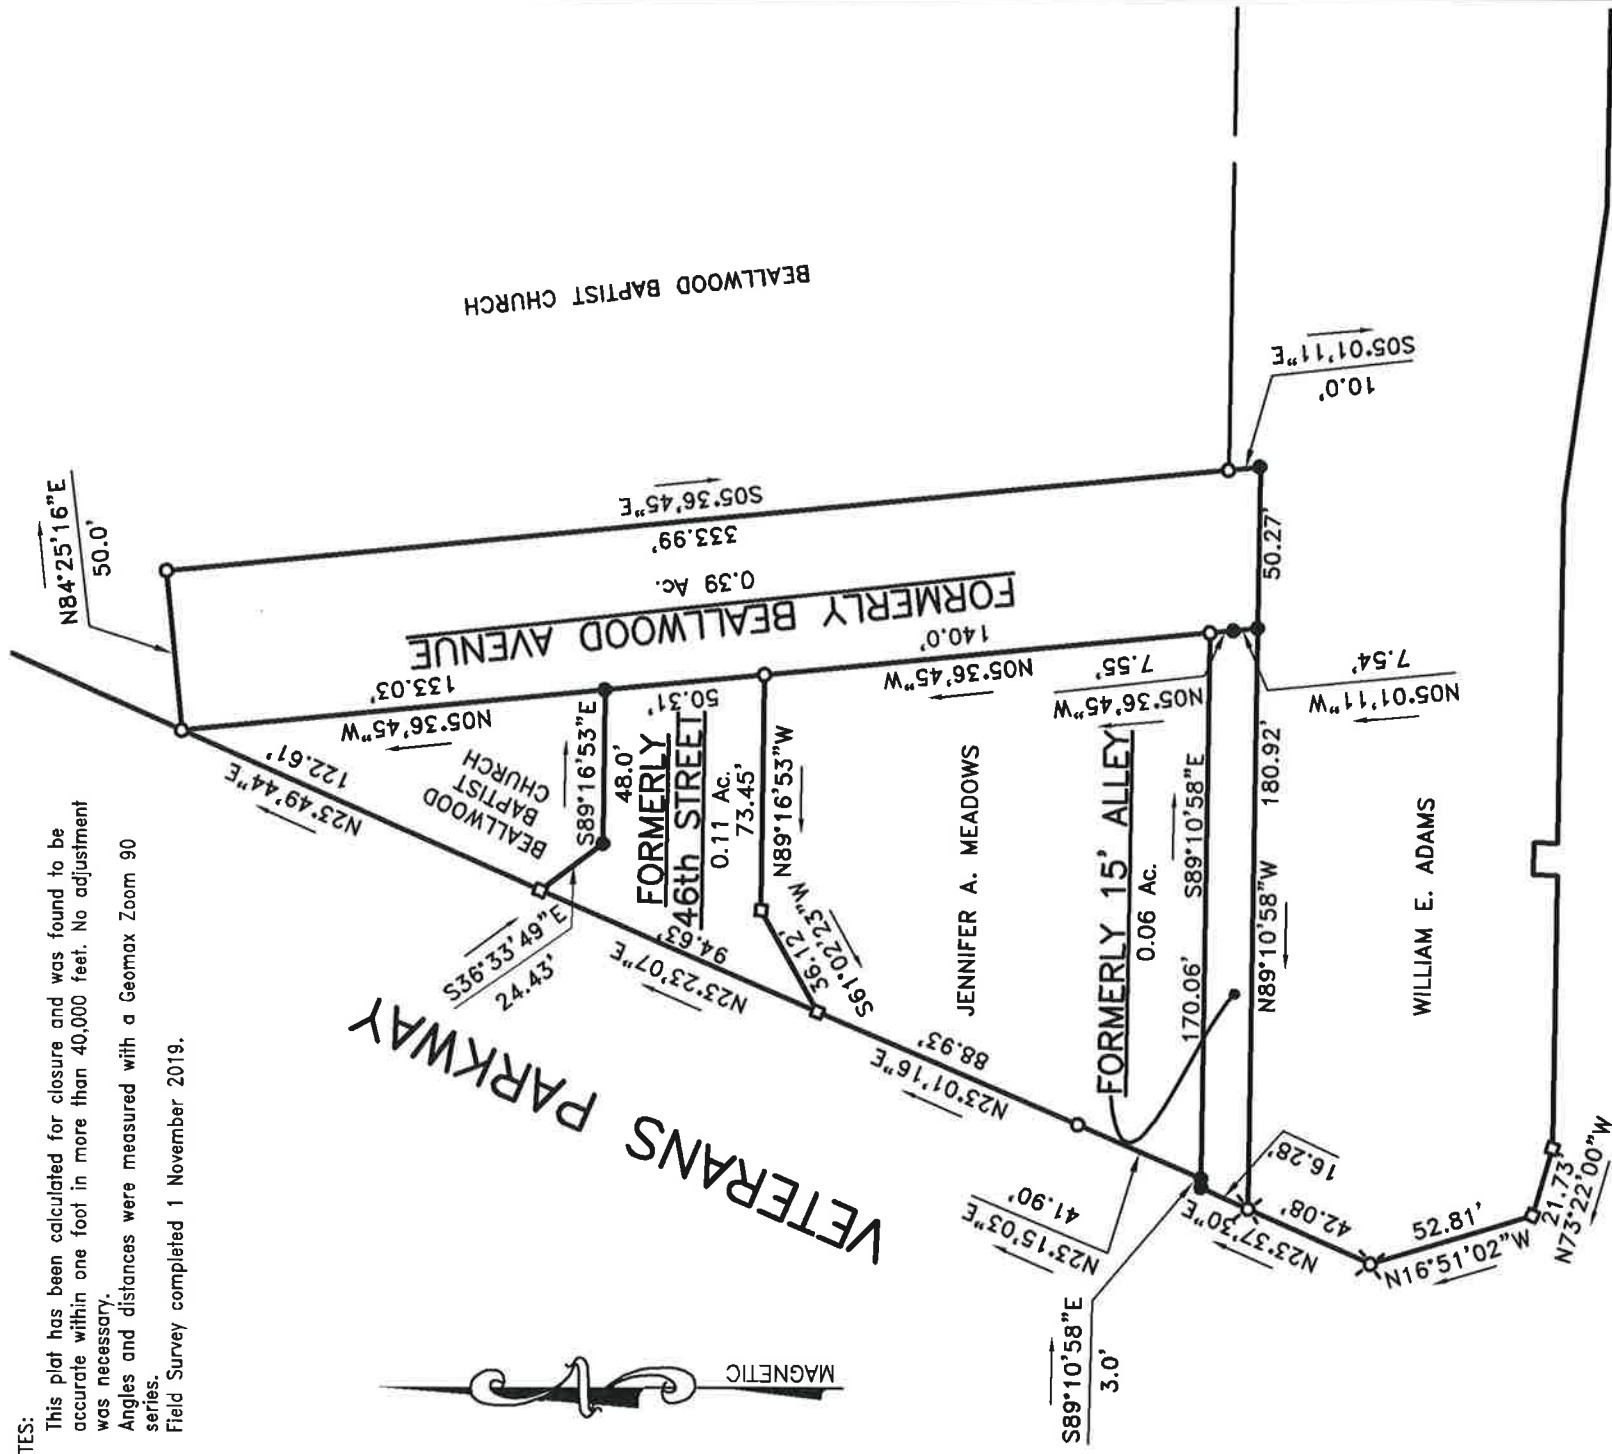 TES:
This plat has been calculated for closure and was found to be
accurate within one foot in more than 40,000 feet. No adjustment
was necessary.
Angles and distances were measured with a Geomax Zoom 90
series.
Field Survey completed 1 November 2019.
N84°25'16"E
50.0'
BEALLWOOD BAPTIST CHURCH
S05°36'45"E
333.99'
0.39 Ac.
FORMERLY BEALLWOOD AVENUE
N23°49'44"E
122.61'
N05°36'45"W
133.03'
BEALLWOOD
BAPTIST
CHURCH
S89°16'53"E
48.0'
S36°33'49"E
24.43'
FORMERLY
46th STREET
0.11 Ac.
50.31'
73.45'
N89°16'53"W
N23°23'07"E
94.63'
36.12'
S61°02'23"W
VETERANS PARKWAY
140.0'
N05°36'45"W
JENNIFER A. MEADOWS
N23°01'16"E
88.93'
7.55'
N05°36'45"W
FORMERLY 15' ALLEY
0.06 Ac.
170.06'
S89°10'58"E
N89°10'58"W
180.92'
50.27'
10.0'
S05°01'11"E
7.54'
N05°01'11"W
N23°15'03"E
41.90'
S89°10'58"E
3.0'
16.28'
N23°37'30"E
42.08'
WILLIAM E. ADAMS
52.81'
N16°51'02"W
21.73'
N73°22'00"W
MAGNETIC